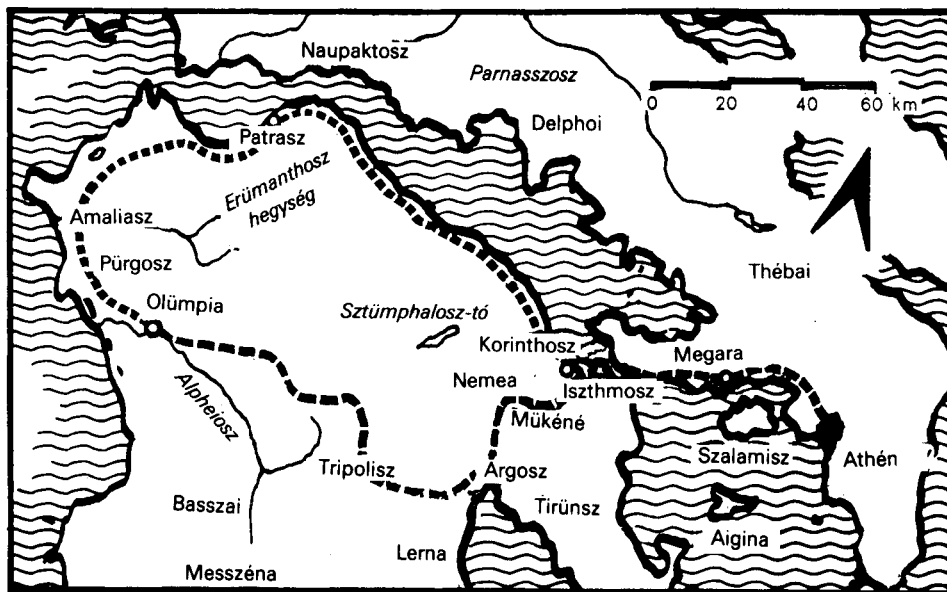 Naupaktosz
Parnasszosz
0 20 40 60 km
Delphoi
Patrasz
Erümanthosz
hegység
Amaliasz
Pürgosz
Thébai
Olümpia
Sztümphalosz-tó
Korinthosz
Megara
Nemea
Iszthmosz
Alpheiosz
Mükéné
Tripolisz
Argosz
Szalamisz
Athén
Basszai
Tirünsz
Aigina
Lerna
Messzéna